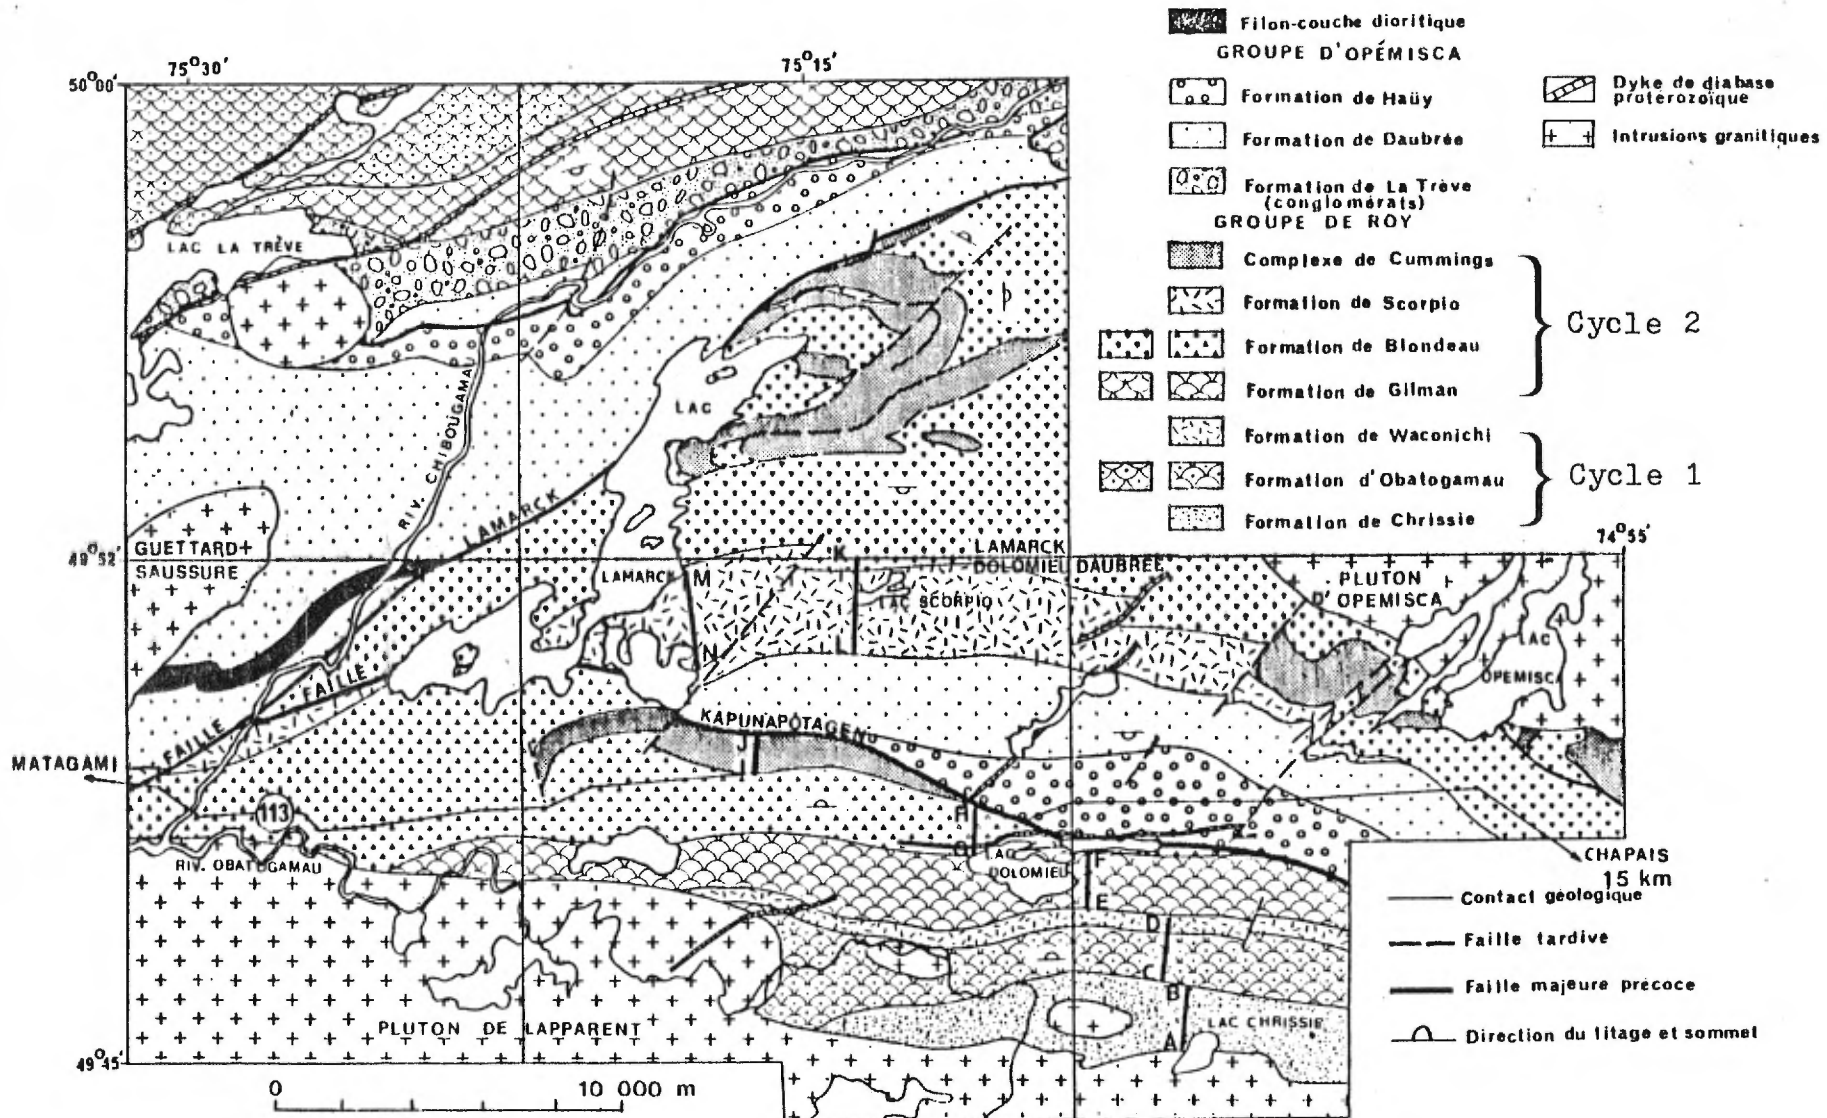 Filon-couche dioritique
GROUPE D'OPÉMISCA
Formation de Haüy
Formation de Daubrée
Formation de La Trève
(conglomérats)
GROUPE DE ROY
Complexe de Cummings
Formation de Scorpio
Formation de Blondeau
Formation de Gilman
Formation de Waconichi
Formation d'Obatogamau
Formation de Chrissie
Cycle 2
Cycle 1
Dyke de diabase
protérozoïque
Intrusions granitiques
75°30'
75°15'
50°00'
LAC LA TRÈVE
RIV. CHIBOUGAMAU
LAC
LAMARCK
49°52'
GUETTARD
SAUSSURE
LAMARCK
LAMARCK
DOLOMIEU
DAUBRÉE
74°55'
M
K
LAC SCORPIO
N
L
PLUTON
D'OPEMISCA
LAC
OPEMISCA
FAILLE
FAILLE
KAPUNAPOTAGEN
J
I
MATAGAMI
113
H
G
LAC
DOLOMIEU
F
E
RIV. OBATOGAMAU
CHAPAIS
15 km
D
C
B
A
LAC CHRISSIE
PLUTON DE LAPPARENT
49°45'
0
10 000 m
Contact géologique
Faille tardive
Faille majeure précoce
Direction du litage et sommet